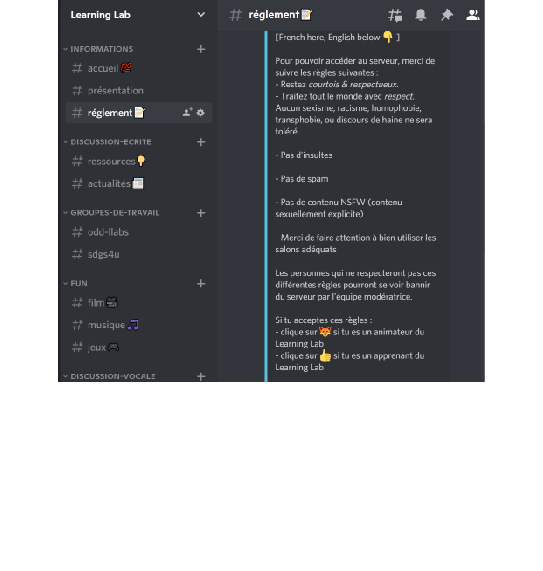 Learning Lab
INFORMATIONS
# accueil💯
# présentation
# réglement📝
DISCUSSION-ECRITE
# ressources👇
# actualités📰
GROUPES-DE-TRAVAIL
# odd-llabs
# sdgs4u
FUN
# film🎬
# musique🎵
# jeux🎮
DISCUSSION-VOCALE
# réglement📝
[French here, English below 👇 ]
Pour pouvoir accéder au serveur, merci de
suivre les règles suivantes :
- Restez courtois & respectueux.
- Traitez tout le monde avec respect.
Aucun sexisme, racisme, homophobie,
transphobie, ou discours de haine ne sera
toléré.
- Pas d'insultes
- Pas de spam
- Pas de contenu NSFW (contenu
sexuellement explicite)
- Merci de faire attention à bien utiliser les
salons adéquats
Les personnes qui ne respecteront pas ces
différentes règles pourront se voir bannir
du serveur par l'équipe modératrice.
Si tu acceptes ces règles :
- clique sur 🦊 si tu es un animateur du
Learning Lab
- clique sur 👍 si tu es un apprenant du
Learning Lab